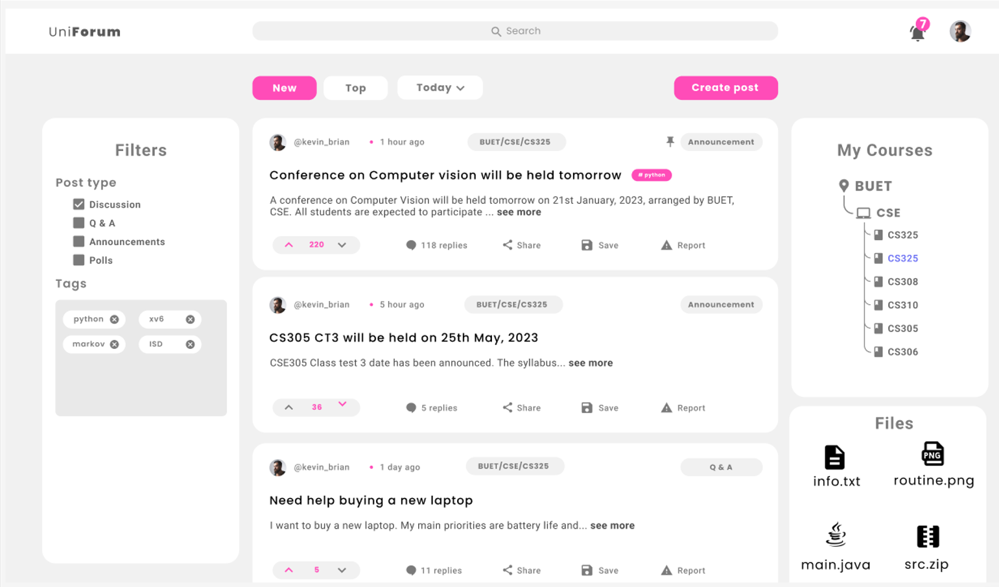 UniForum
Search
7
New
Top
Today
Create post
Filters
Post type
Discussion
Q & A
Announcements
Polls
Tags
python
xv6
markov
ISD
@kevin_brian
1 hour ago
BUET/CSE/CS325
Announcement
Conference on Computer vision will be held tomorrow
# python
A conference on Computer Vision will be held tomorrow on 21st January, 2023, arranged by BUET,
CSE. All students are expected to participate ... see more
220
118 replies
Share
Save
Report
@kevin_brian
5 hour ago
BUET/CSE/CS325
Announcement
CS305 CT3 will be held on 25th May, 2023
CSE305 Class test 3 date has been announced. The syllabus... see more
36
5 replies
Share
Save
Report
@kevin_brian
1 day ago
BUET/CSE/CS325
Q & A
Need help buying a new laptop
I want to buy a new laptop. My main priorities are battery life and... see more
5
11 replies
Share
Save
Report
My Courses
BUET
CSE
CS325
CS325
CS308
CS310
CS305
CS306
Files
info.txt
PNG
routine.png
main.java
src.zip